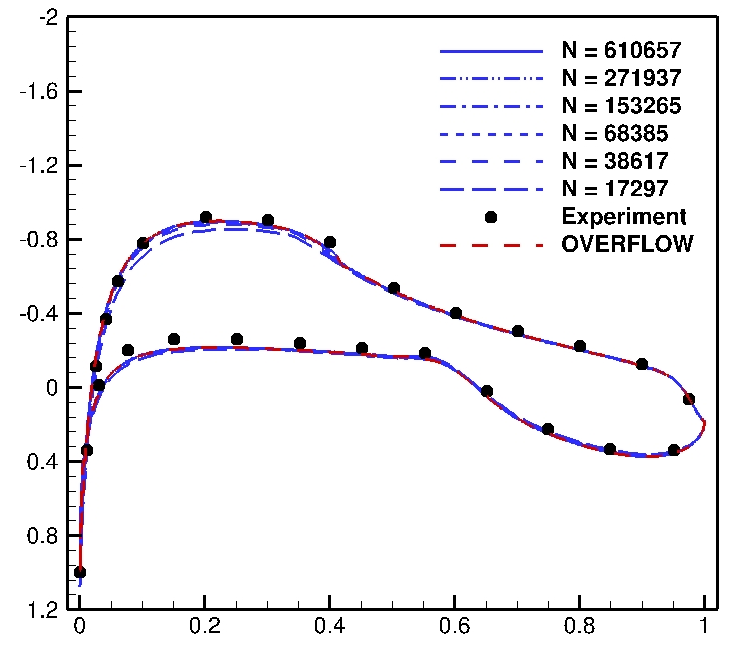 -2
-1.6
-1.2
-0.8
-0.4
0
0.4
0.8
1.2
0 0.2 0.4 0.6 0.8 1
N = 610657
N = 271937
N = 153265
N = 68385
N = 38617
N = 17297
Experiment
OVERFLOW